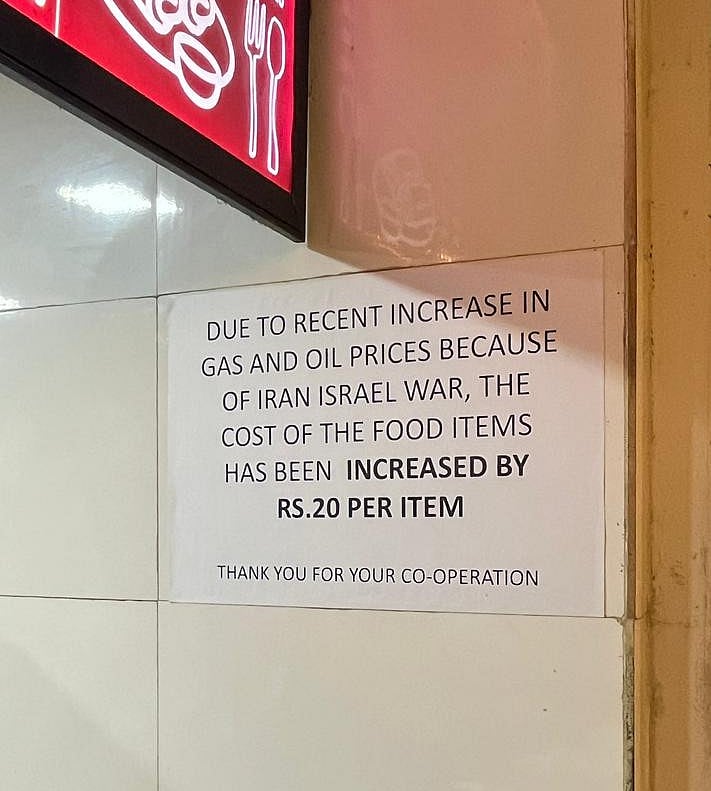 DUE TO RECENT INCREASE IN
GAS AND OIL PRICES BECAUSE
OF IRAN ISRAEL WAR, THE
COST OF THE FOOD ITEMS
HAS BEEN INCREASED BY
RS.20 PER ITEM
THANK YOU FOR YOUR CO-OPERATION